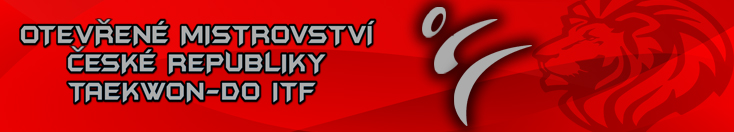 OTEVŘENÉ MISTROVSTVÍ
ČESKÉ REPUBLIKY
TAEKWON-DO ITF